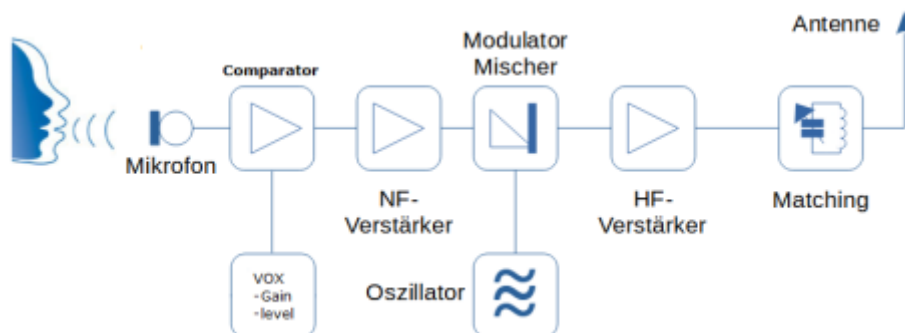 Antenne
Modulator
Mischer
Comparator
Mikrofon
NF-
Verstärker
HF-
Verstärker
Matching
VOX
-Gain
-level
Oszillator